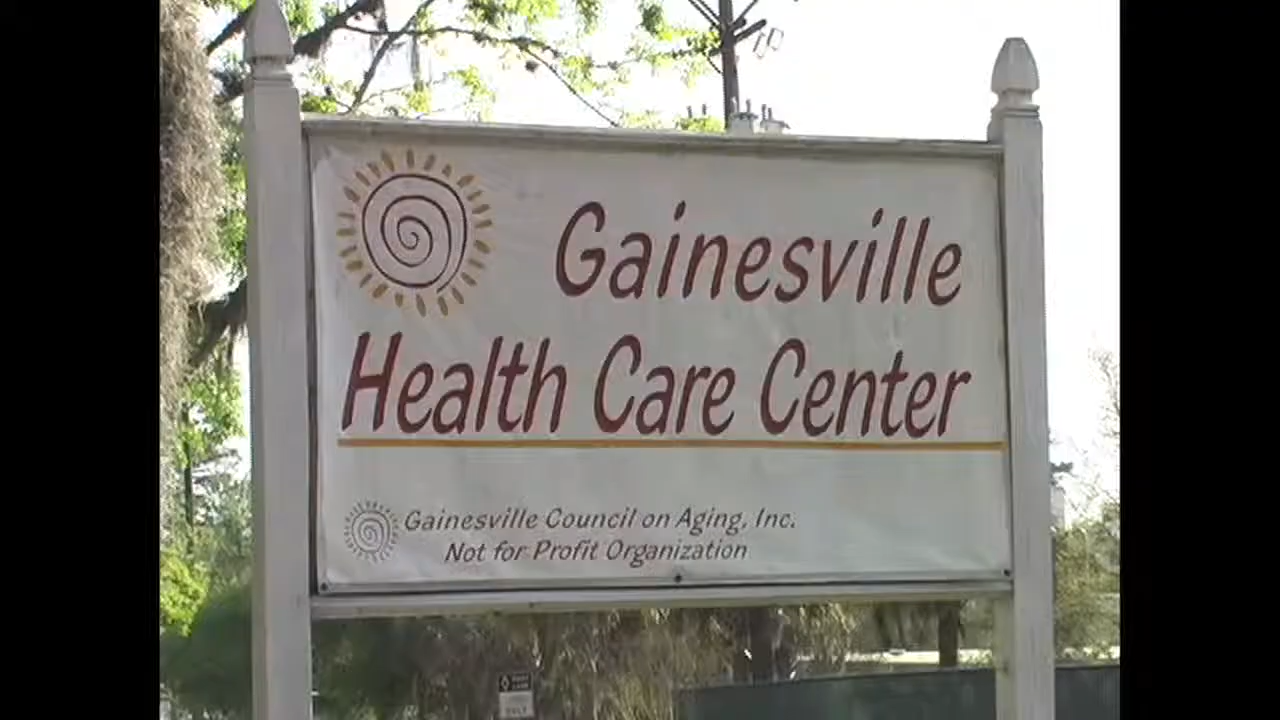 Gainesville
Health Care Center
Gainesville Council on Aging, Inc.
Not for Profit Organization